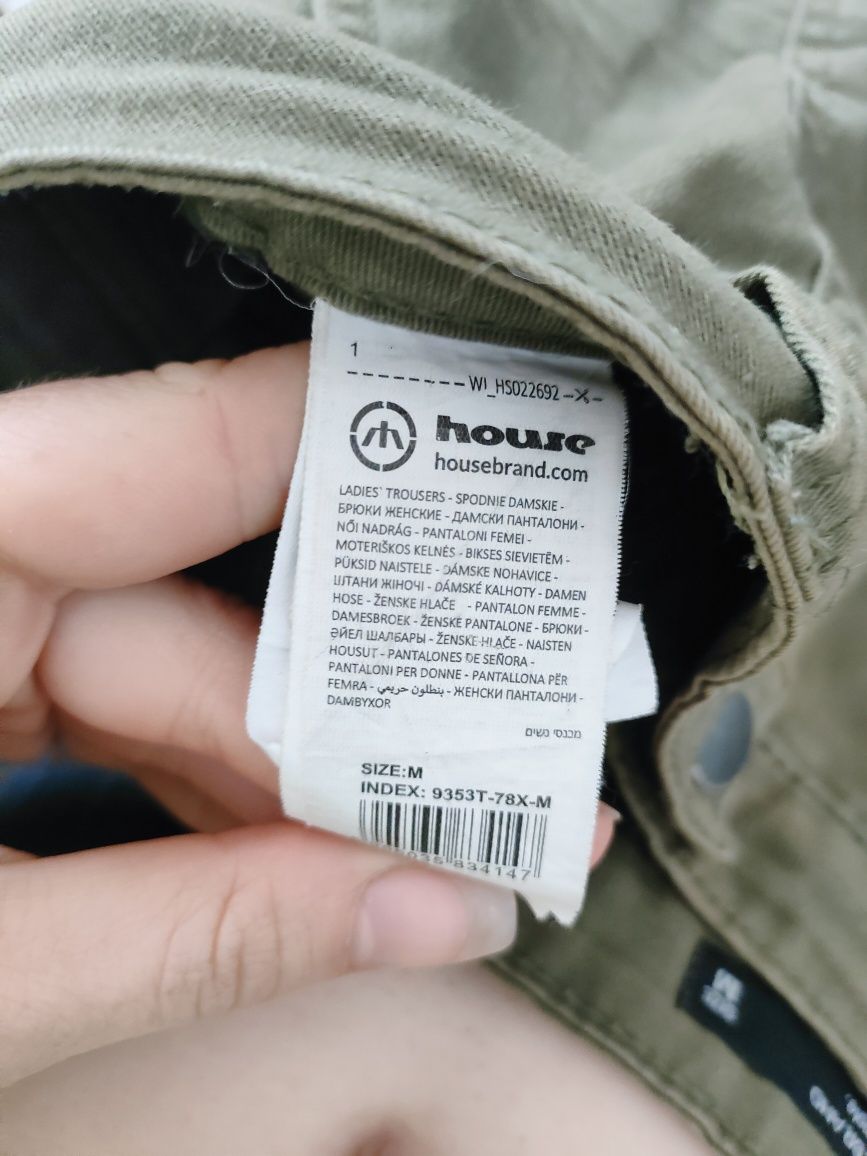 1
WI_HS022692
house
housebrand.com
LADIES' TROUSERS - SPODNIE DAMSKIE -
БРЮКИ ЖЕНСКИЕ - ДАМСКИ ПАНТАЛОНИ -
NŐI NADRÁG - PANTALONI FEMEI -
MOTERIŠKOS KELNĖS - BIKSES SIEVIETĒM -
PÜKSID NAISTELE - DÁMSKE NOHAVICE -
ШТАНИ ЖІНОЧІ - DÁMSKÉ KALHOTY - DAMEN
HOSE - ŽENSKE HLAČE - PANTALON FEMME -
DAMESBROEK - ŽENSKE PANTALONE - БРЮКИ -
ӘЙЕЛ ШАЛБАРЫ - ŽENSKE HLAČE - NAISTEN
HOUSUT - PANTALONES DE SEÑORA -
PANTALONI PER DONNE - PANTALLONA PËR
FEMRA - بنطلون حريمي - ЖЕНСКИ ПАНТАЛОНИ -
DAMBYXOR
מכנסי נשים
SIZE:M
INDEX: 9353T-78X-M
834147